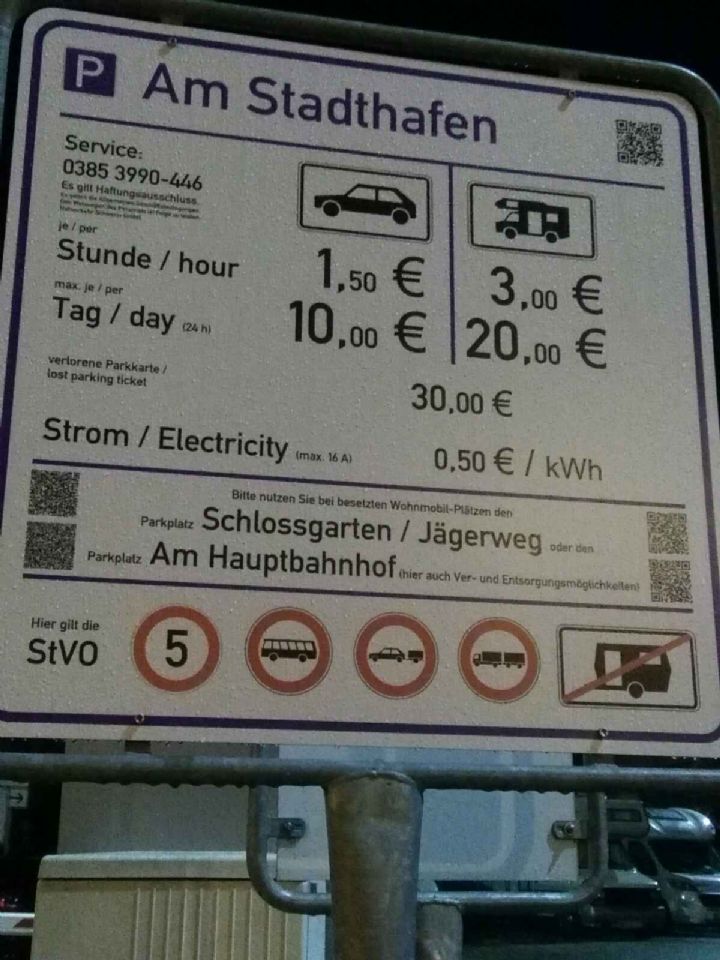 P Am Stadthafen
Service:
0385 3990-446
Es gilt Haftungsausschluss.
je / per
Stunde / hour 1,50 € 3,00 €
max. je / per
Tag / day (24 h) 10,00 € 20,00 €
verlorene Parkkarte /
lost parking ticket 30,00 €
Strom / Electricity (max. 16 A) 0,50 € / kWh
Bitte nutzen Sie bei besetzten Wohnmobil-Plätzen den
Parkplatz Schlossgarten / Jägerweg oder den
Parkplatz Am Hauptbahnhof (hier auch Ver- und Entsorgungsmöglichkeiten)
Hier gilt die
StVO
5